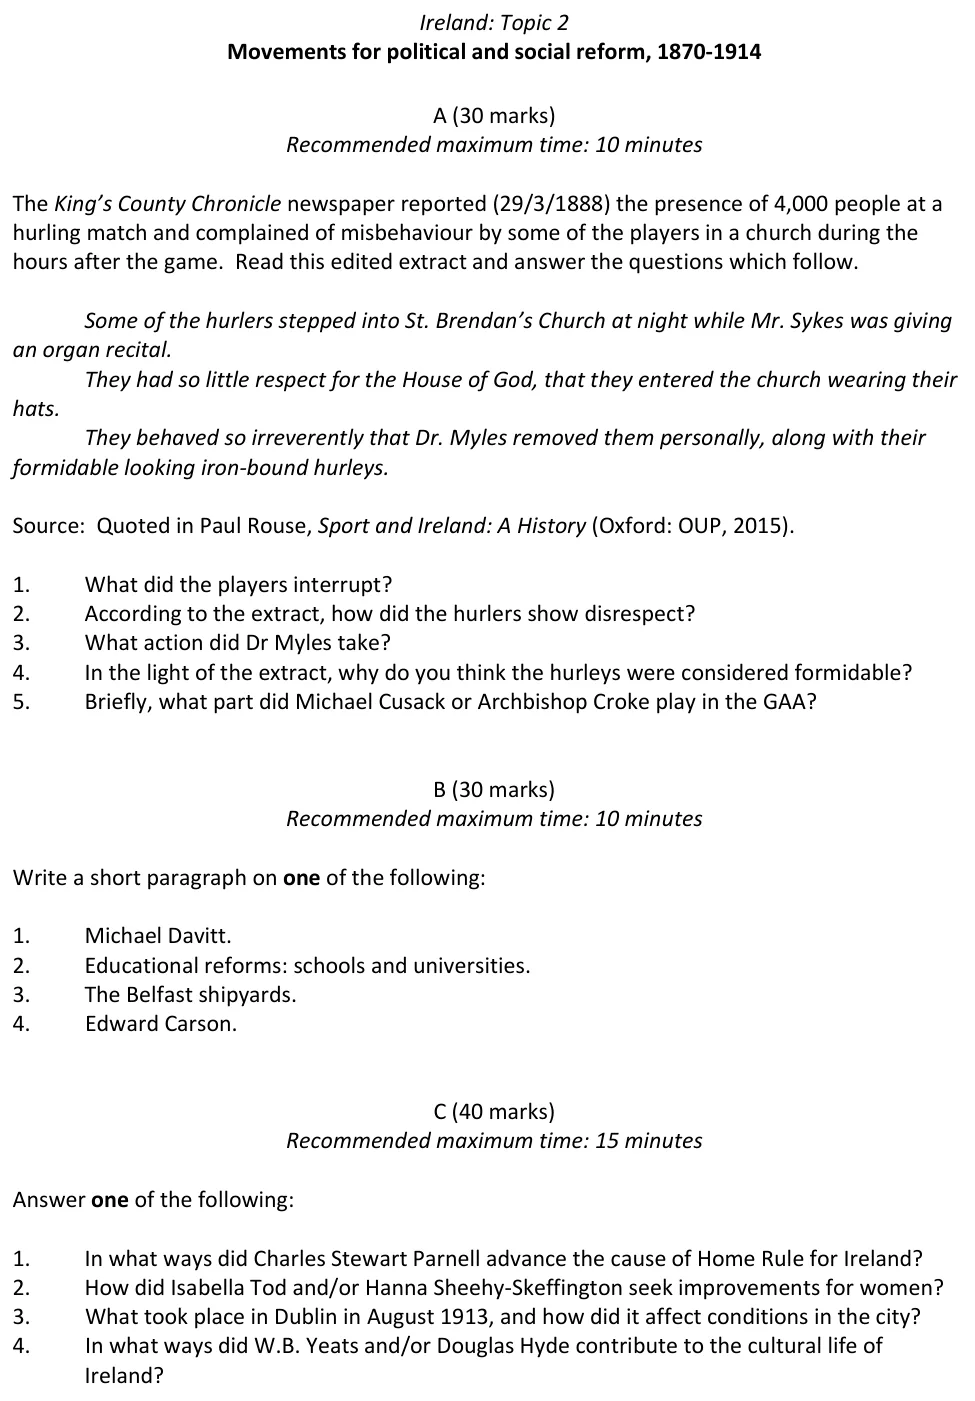 Ireland: Topic 2
Movements for political and social reform, 1870-1914
A (30 marks)
Recommended maximum time: 10 minutes
The King’s County Chronicle newspaper reported (29/3/1888) the presence of 4,000 people at a
hurling match and complained of misbehaviour by some of the players in a church during the
hours after the game.  Read this edited extract and answer the questions which follow.
Some of the hurlers stepped into St. Brendan’s Church at night while Mr. Sykes was giving
an organ recital.
They had so little respect for the House of God, that they entered the church wearing their
hats.
They behaved so irreverently that Dr. Myles removed them personally, along with their
formidable looking iron-bound hurleys.
Source:  Quoted in Paul Rouse, Sport and Ireland: A History (Oxford: OUP, 2015).
1. What did the players interrupt?
2. According to the extract, how did the hurlers show disrespect?
3. What action did Dr Myles take?
4. In the light of the extract, why do you think the hurleys were considered formidable?
5. Briefly, what part did Michael Cusack or Archbishop Croke play in the GAA?
B (30 marks)
Recommended maximum time: 10 minutes
Write a short paragraph on one of the following:
1. Michael Davitt.
2. Educational reforms: schools and universities.
3. The Belfast shipyards.
4. Edward Carson.
C (40 marks)
Recommended maximum time: 15 minutes
Answer one of the following:
1. In what ways did Charles Stewart Parnell advance the cause of Home Rule for Ireland?
2. How did Isabella Tod and/or Hanna Sheehy-Skeffington seek improvements for women?
3. What took place in Dublin in August 1913, and how did it affect conditions in the city?
4. In what ways did W.B. Yeats and/or Douglas Hyde contribute to the cultural life of
Ireland?